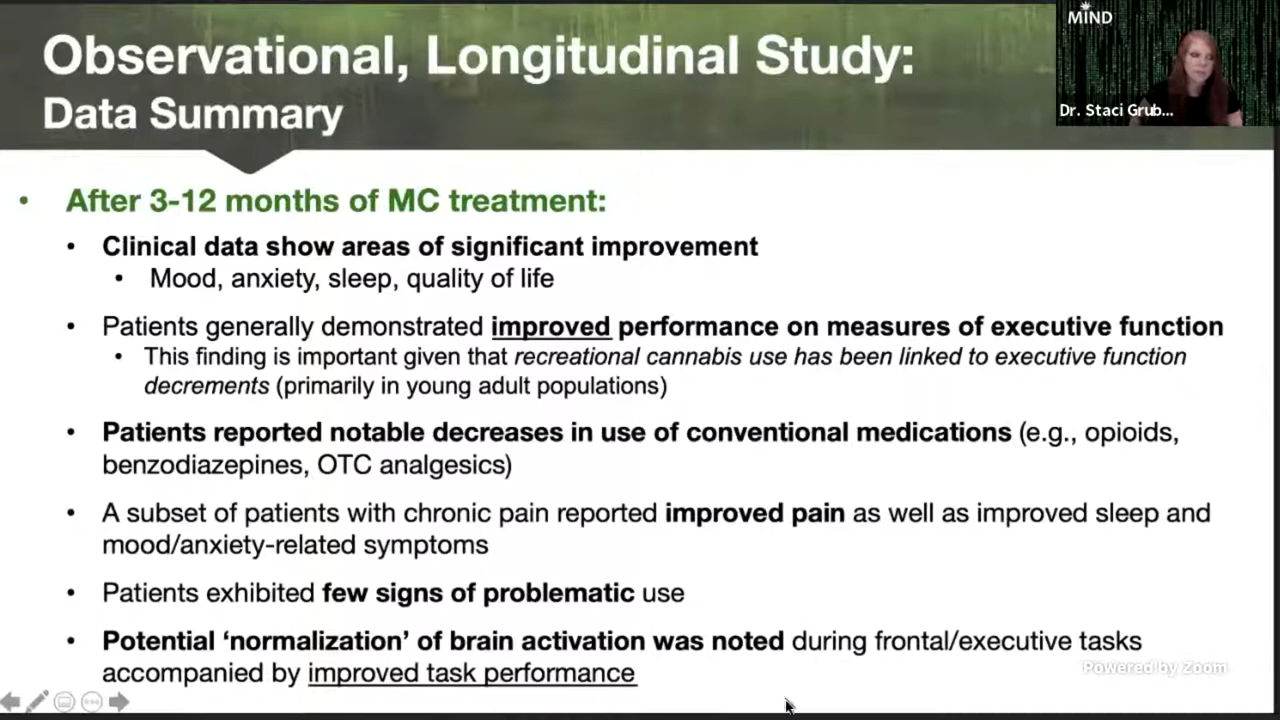 Observational, Longitudinal Study:
Data Summary
MIND
Dr. Staci Grub...
• After 3-12 months of MC treatment:
• Clinical data show areas of significant improvement
• Mood, anxiety, sleep, quality of life
• Patients generally demonstrated improved performance on measures of executive function
• This finding is important given that recreational cannabis use has been linked to executive function
decrements (primarily in young adult populations)
• Patients reported notable decreases in use of conventional medications (e.g., opioids,
benzodiazepines, OTC analgesics)
• A subset of patients with chronic pain reported improved pain as well as improved sleep and
mood/anxiety-related symptoms
• Patients exhibited few signs of problematic use
• Potential ‘normalization’ of brain activation was noted during frontal/executive tasks
accompanied by improved task performance
Powered by Zoom